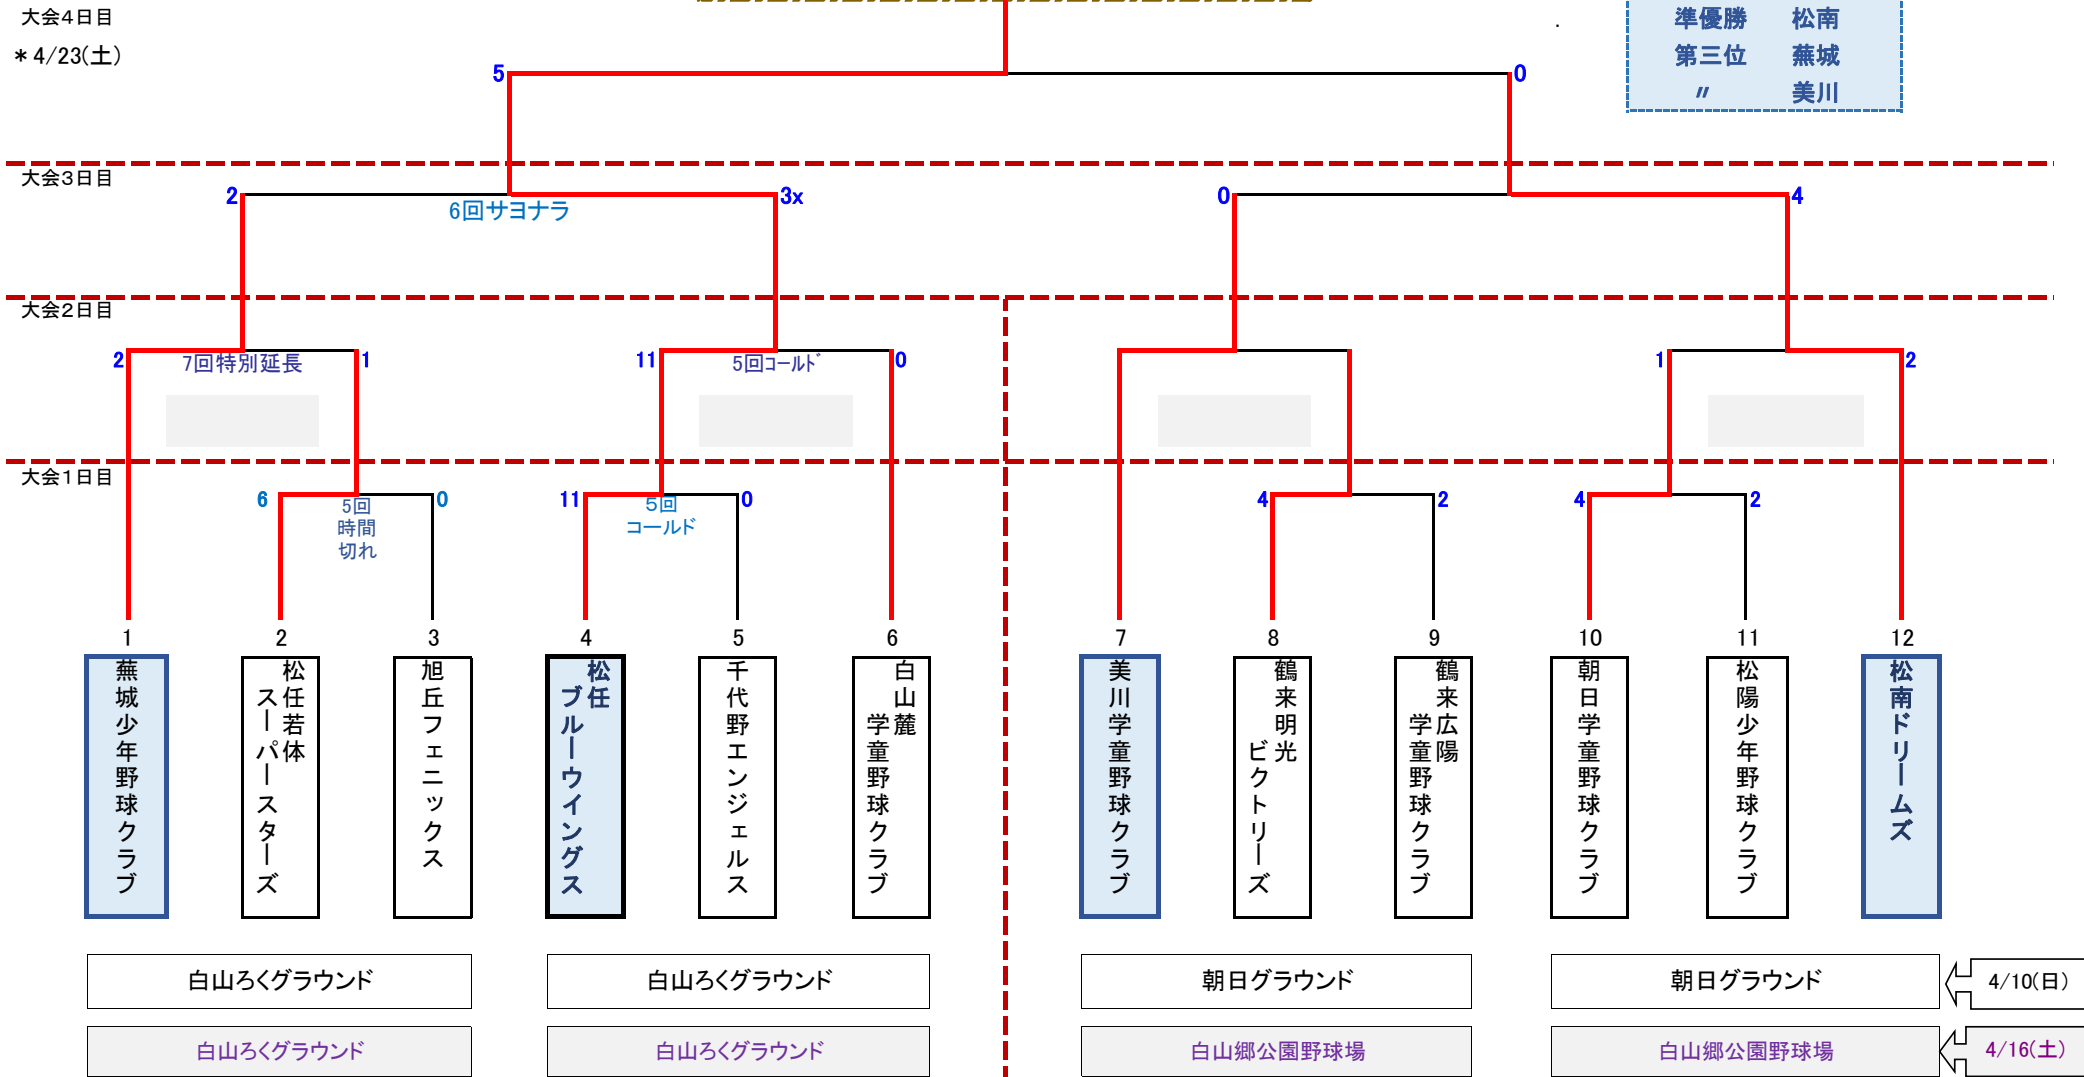 大会4日目
*4/23(土)
準優勝 松南
第三位 蕪城
〃 美川
5
0
大会3日目
2
6回サヨナラ
3x
0
4
大会2日目
2
7回特別延長
1
11
5回コールド
0
1
2
大会1日目
6
5回
時間
切れ
0
11
5回
コールド
0
4
2
4
2
1
2
3
4
5
6
7
8
9
10
11
12
蕪城少年野球クラブ
松任若体
スーパースターズ
旭丘フェニックス
松任
ブルーウイングス
千代野エンジェルス
白山麓
学童野球クラブ
美川学童野球クラブ
鶴来明光
ビクトリーズ
鶴来広陽
学童野球クラブ
朝日学童野球クラブ
松陽少年野球クラブ
松南ドリームズ
白山ろくグラウンド
白山ろくグラウンド
朝日グラウンド
朝日グラウンド
4/10(日)
白山ろくグラウンド
白山ろくグラウンド
白山郷公園野球場
白山郷公園野球場
4/16(土)